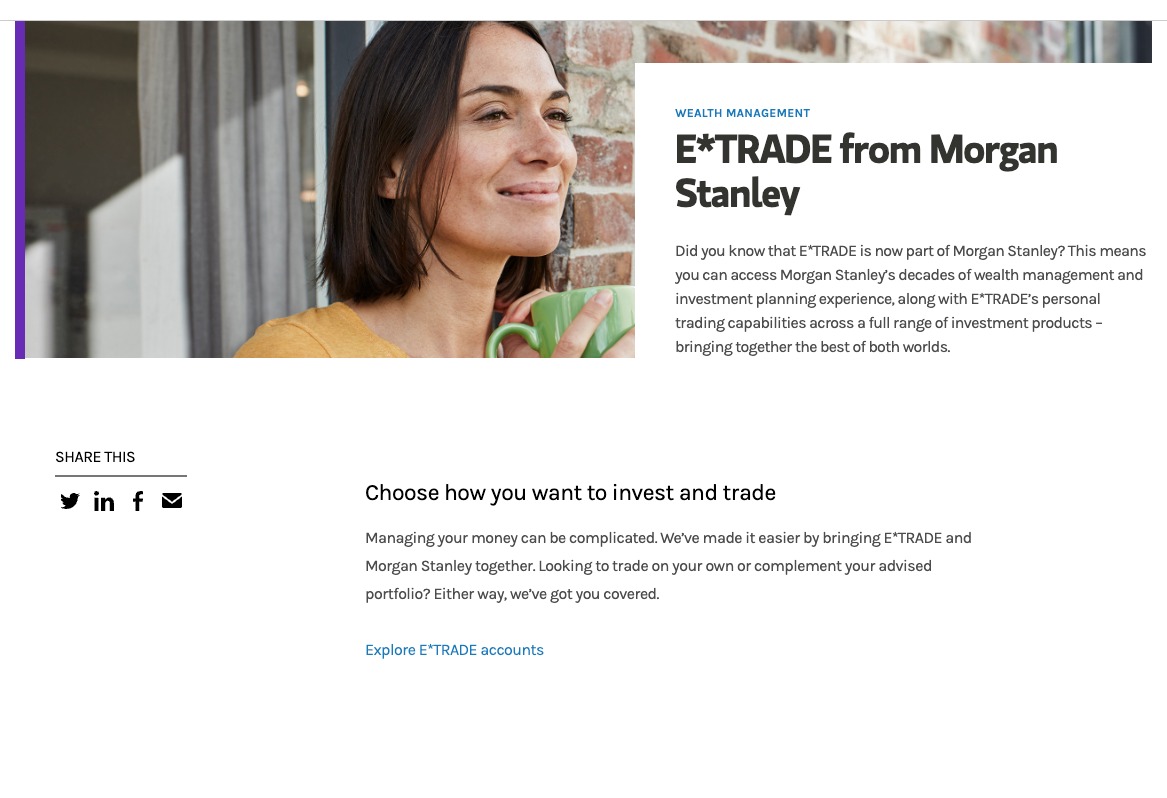 WEALTH MANAGEMENT
E*TRADE from Morgan
Stanley
Did you know that E*TRADE is now part of Morgan Stanley? This means
you can access Morgan Stanley’s decades of wealth management and
investment planning experience, along with E*TRADE’s personal
trading capabilities across a full range of investment products –
bringing together the best of both worlds.
SHARE THIS
Choose how you want to invest and trade
Managing your money can be complicated. We’ve made it easier by bringing E*TRADE and
Morgan Stanley together. Looking to trade on your own or complement your advised
portfolio? Either way, we’ve got you covered.
Explore E*TRADE accounts